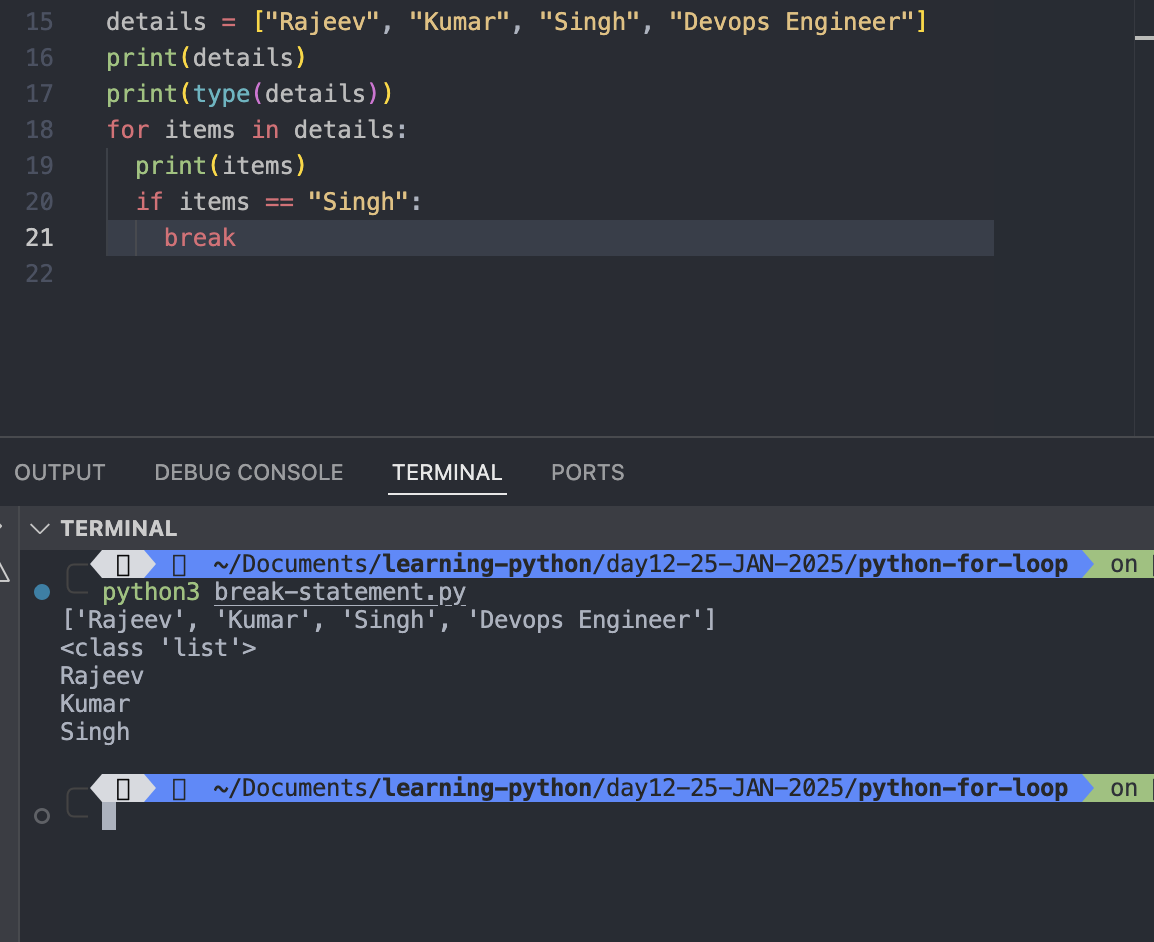 15 details = ["Rajeev", "Kumar", "Singh", "Devops Engineer"]
16 print(details)
17 print(type(details))
18 for items in details:
19   print(items)
20   if items == "Singh":
21     break
22
OUTPUT DEBUG CONSOLE TERMINAL PORTS
TERMINAL
~/Documents/learning-python/day12-25-JAN-2025/python-for-loop on
python3 break-statement.py
['Rajeev', 'Kumar', 'Singh', 'Devops Engineer']
<class 'list'>
Rajeev
Kumar
Singh
~/Documents/learning-python/day12-25-JAN-2025/python-for-loop on